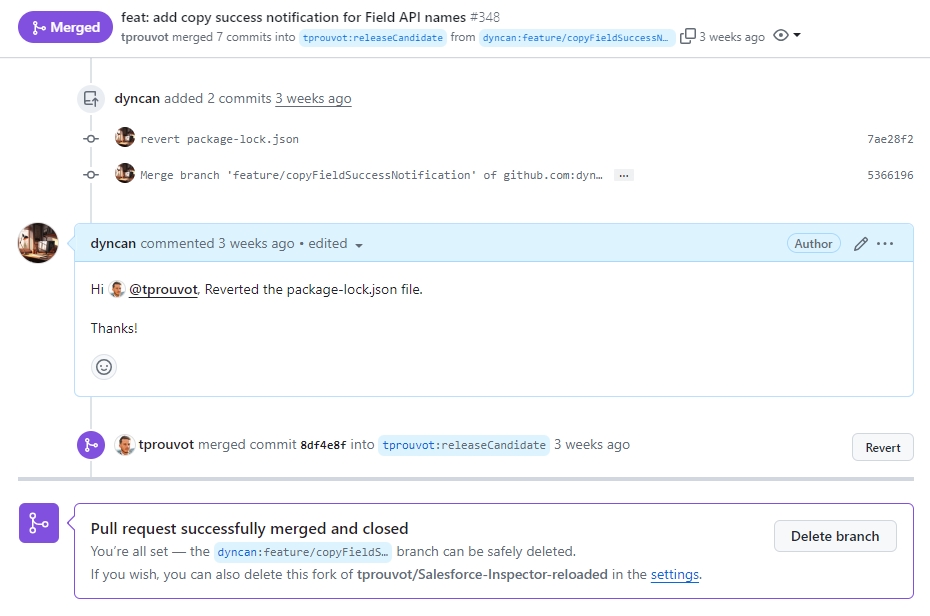 Merged
feat: add copy success notification for Field API names #348
tprouvot merged 7 commits into tprouvot:releaseCandidate from dyncan:feature/copyFieldSuccessN… 3 weeks ago
dyncan added 2 commits 3 weeks ago
revert package-lock.json 7ae28f2
Merge branch 'feature/copyFieldSuccessNotification' of github.com:dyn… … 5366196
dyncan commented 3 weeks ago • edited Author
Hi @tprouvot, Reverted the package-lock.json file.
Thanks!
tprouvot merged commit 8df4e8f into tprouvot:releaseCandidate 3 weeks ago Revert
Pull request successfully merged and closed
You’re all set — the dyncan:feature/copyFieldS… branch can be safely deleted.
Delete branch
If you wish, you can also delete this fork of tprouvot/Salesforce-Inspector-reloaded in the settings.